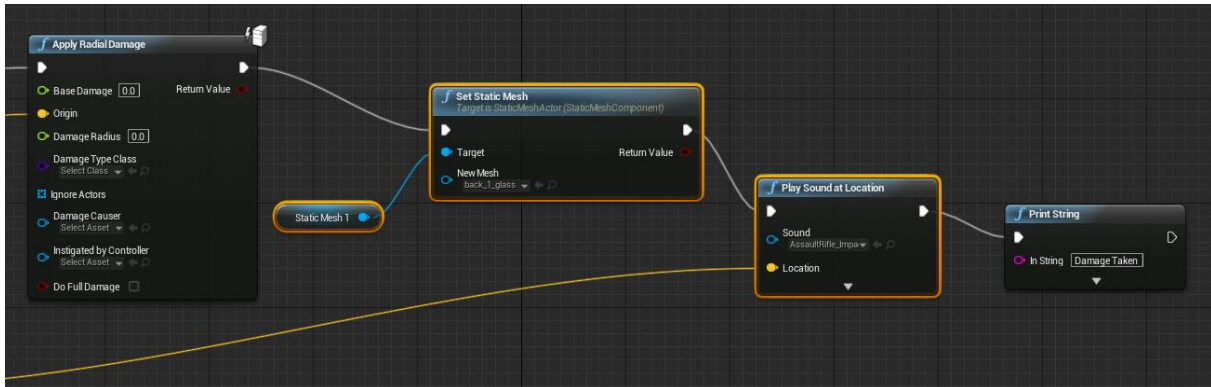 Apply Radial Damage
Base Damage 0.0
Return Value
Origin
Damage Radius 0.0
Damage Type Class
Select Class
Ignore Actors
Damage Causer
Select Asset
Instigated by Controller
Select Asset
Do Full Damage
Static Mesh 1
Set Static Mesh
Target is StaticMeshActor (StaticMeshComponent)
Target
Return Value
New Mesh
back_1_glass
Play Sound at Location
Sound
AssaultRifle_Impa
Location
Print String
In String Damage Taken